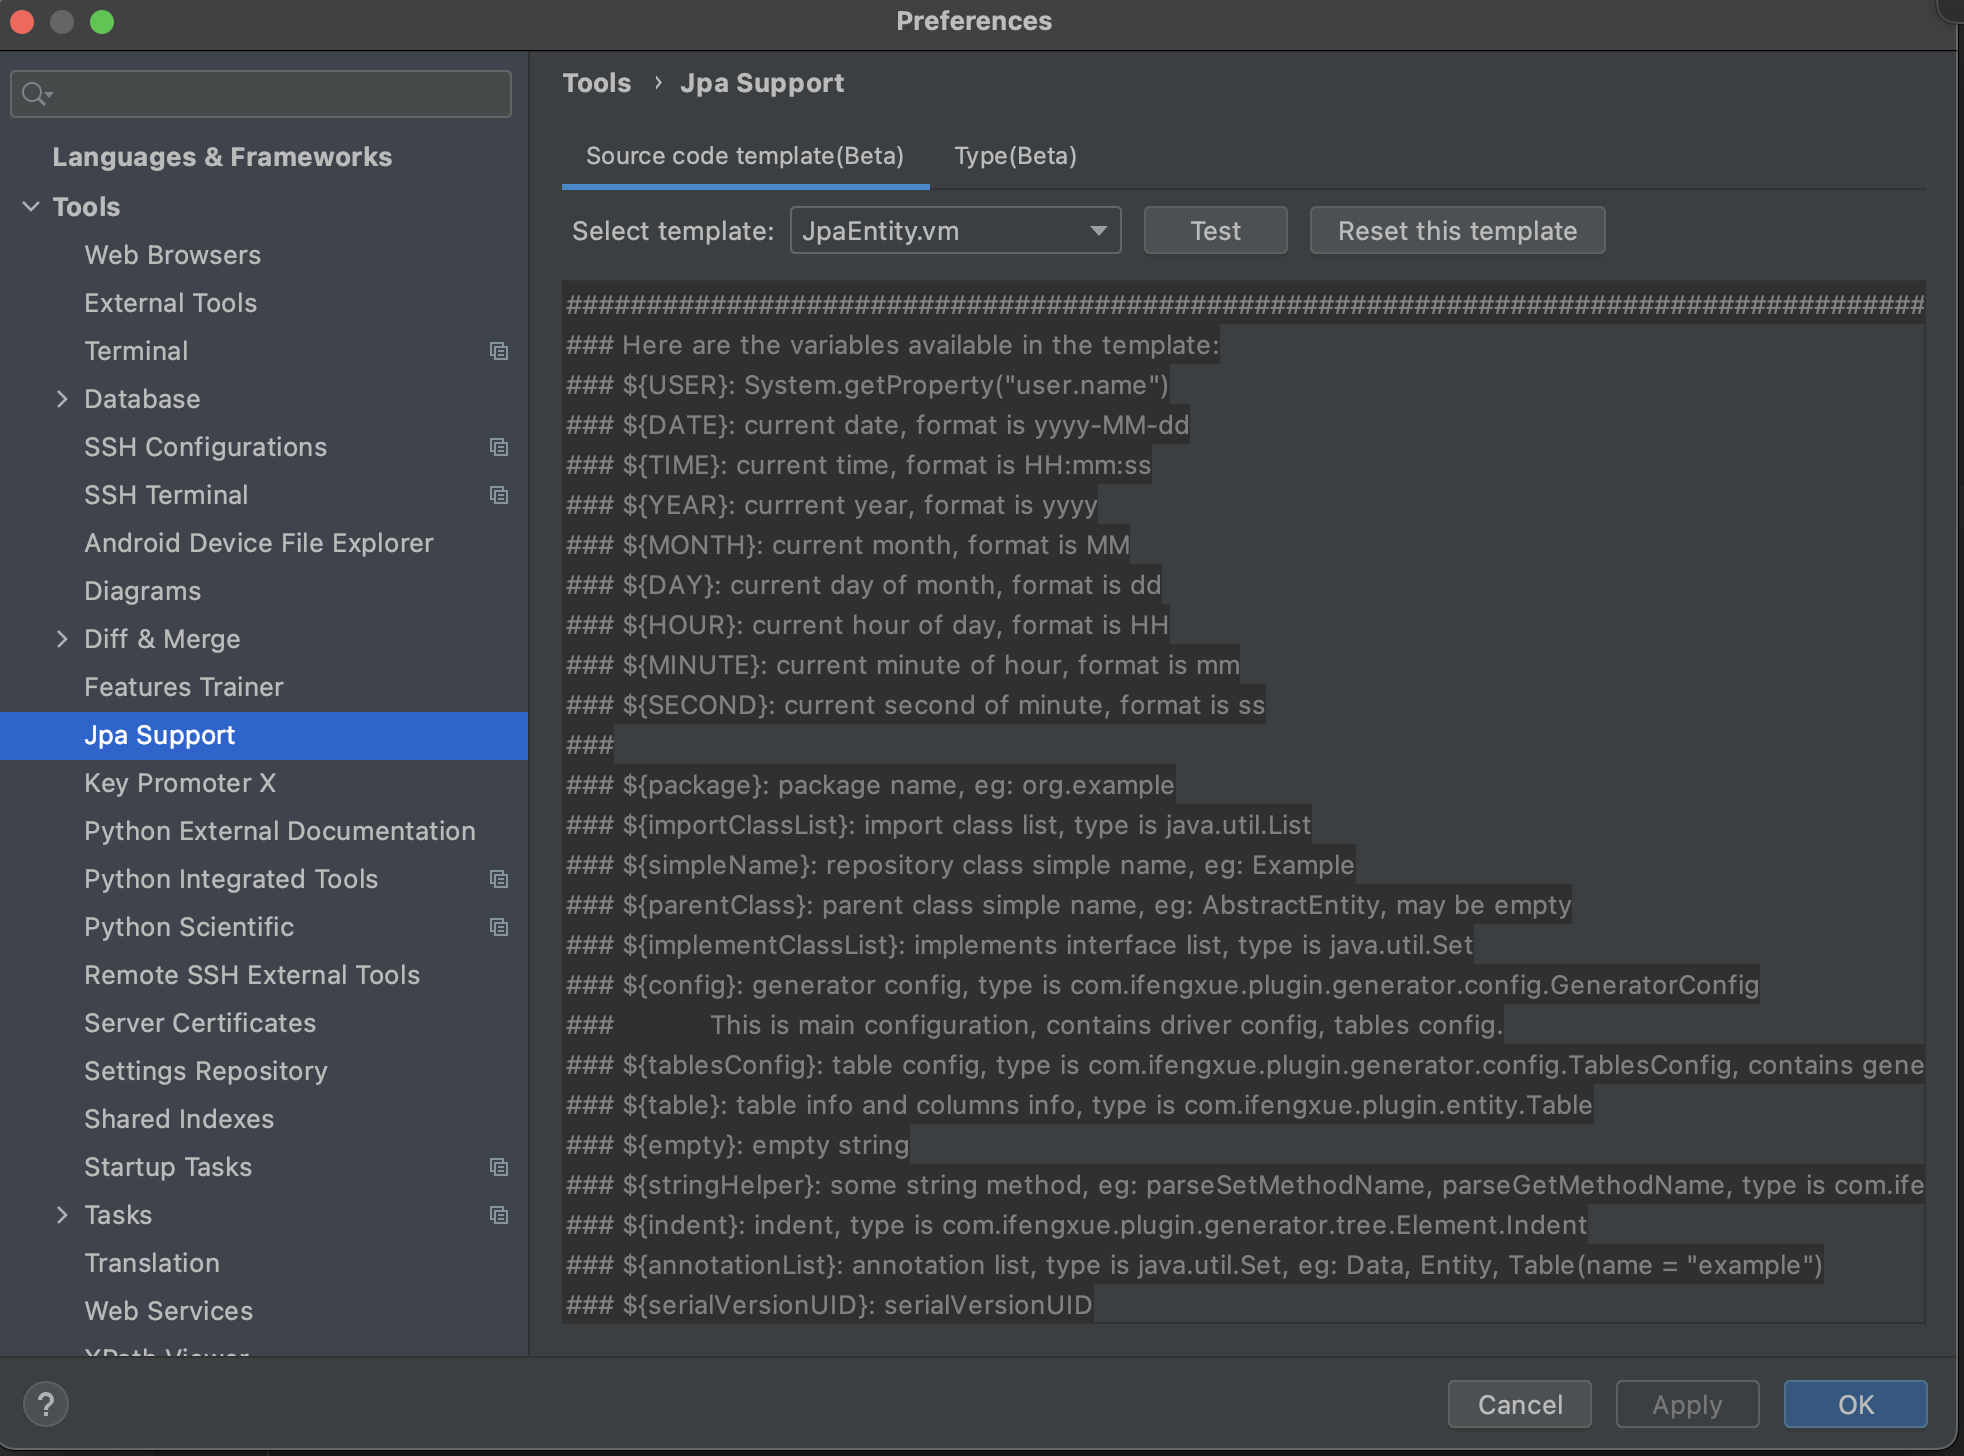 Preferences
Languages & Frameworks
Tools
Web Browsers
External Tools
Terminal
Database
SSH Configurations
SSH Terminal
Android Device File Explorer
Diagrams
Diff & Merge
Features Trainer
Jpa Support
Key Promoter X
Python External Documentation
Python Integrated Tools
Python Scientific
Remote SSH External Tools
Server Certificates
Settings Repository
Shared Indexes
Startup Tasks
Tasks
Translation
Web Services
XPath Viewer
Tools › Jpa Support
Source code template(Beta) Type(Beta)
Select template: JpaEntity.vm Test Reset this template
#####################################################################################
### Here are the variables available in the template:
### ${USER}: System.getProperty("user.name")
### ${DATE}: current date, format is yyyy-MM-dd
### ${TIME}: current time, format is HH:mm:ss
### ${YEAR}: currrent year, format is yyyy
### ${MONTH}: current month, format is MM
### ${DAY}: current day of month, format is dd
### ${HOUR}: current hour of day, format is HH
### ${MINUTE}: current minute of hour, format is mm
### ${SECOND}: current second of minute, format is ss
###
### ${package}: package name, eg: org.example
### ${importClassList}: import class list, type is java.util.List
### ${simpleName}: repository class simple name, eg: Example
### ${parentClass}: parent class simple name, eg: AbstractEntity, may be empty
### ${implementClassList}: implements interface list, type is java.util.Set
### ${config}: generator config, type is com.ifengxue.plugin.generator.config.GeneratorConfig
### This is main configuration, contains driver config, tables config.
### ${tablesConfig}: table config, type is com.ifengxue.plugin.generator.config.TablesConfig, contains gene
### ${table}: table info and columns info, type is com.ifengxue.plugin.entity.Table
### ${empty}: empty string
### ${stringHelper}: some string method, eg: parseSetMethodName, parseGetMethodName, type is com.ife
### ${indent}: indent, type is com.ifengxue.plugin.generator.tree.Element.Indent
### ${annotationList}: annotation list, type is java.util.Set, eg: Data, Entity, Table(name = "example")
### ${serialVersionUID}: serialVersionUID
?
Cancel Apply OK